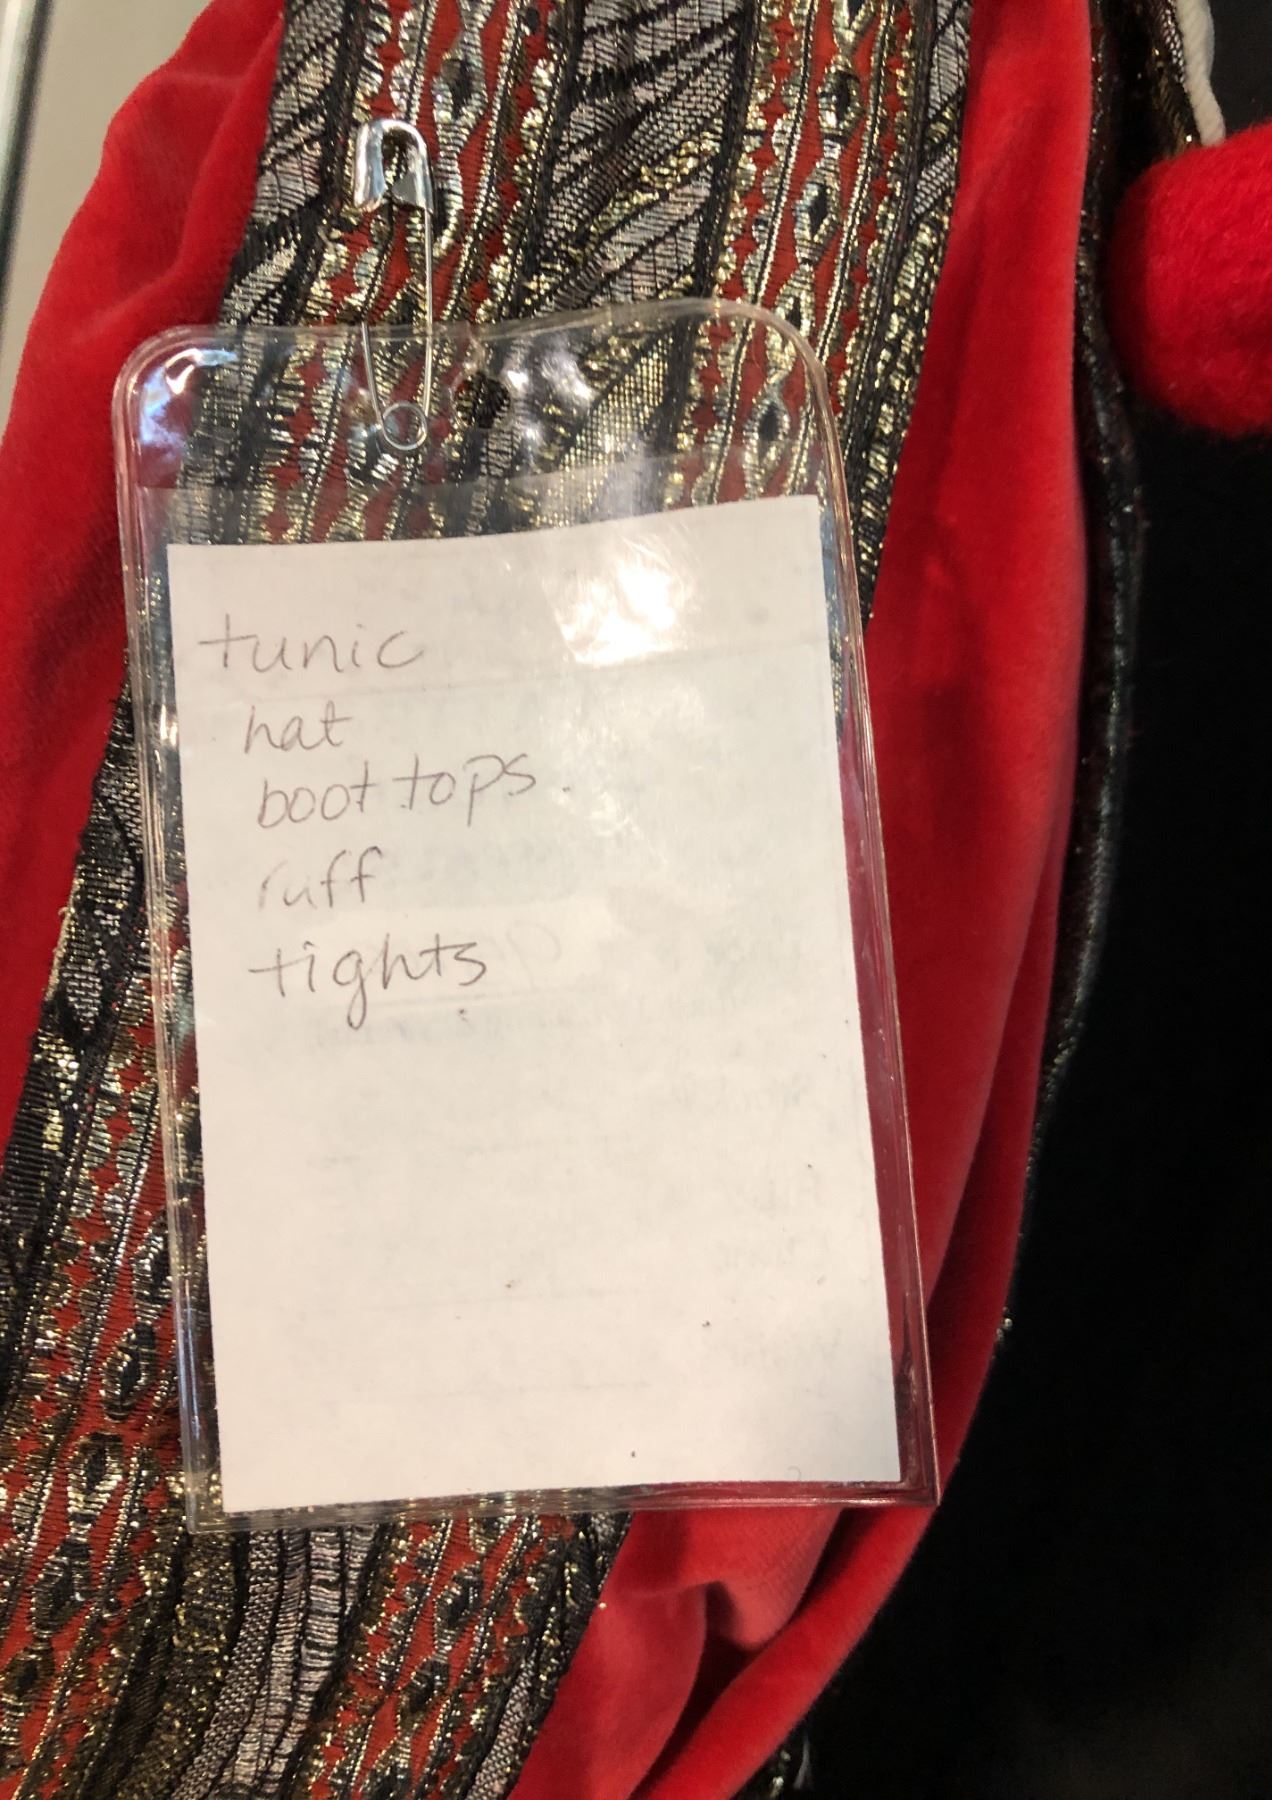 tunic
hat
boot tops
ruff
tights